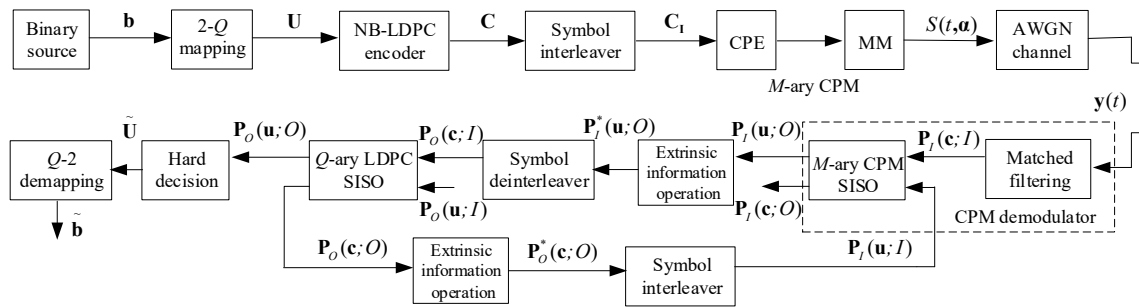 Binary source
b
2-Q mapping
U
NB-LDPC encoder
C
Symbol interleaver
C_I
CPE
MM
S(t,α)
AWGN channel
M-ary CPM
y(t)
Q-2 demapping
Ũ
Hard decision
P_O(u;O)
Q-ary LDPC SISO
P_O(c;I)
P_O(u;I)
Symbol deinterleaver
P_I^*(u;O)
Extrinsic information operation
P_I(u;O)
P_I(c;O)
M-ary CPM SISO
P_I(c;I)
Matched filtering
CPM demodulator
b̃
P_O(c;O)
Extrinsic information operation
P_O^*(c;O)
Symbol interleaver
P_I(u;I)